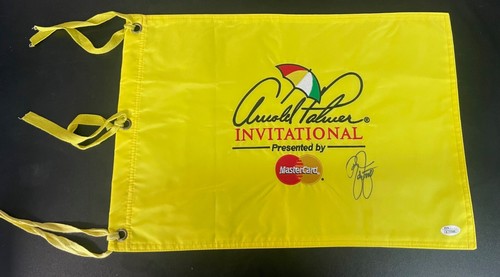 Arnold Palmer®
INVITATIONAL
Presented by
MasterCard